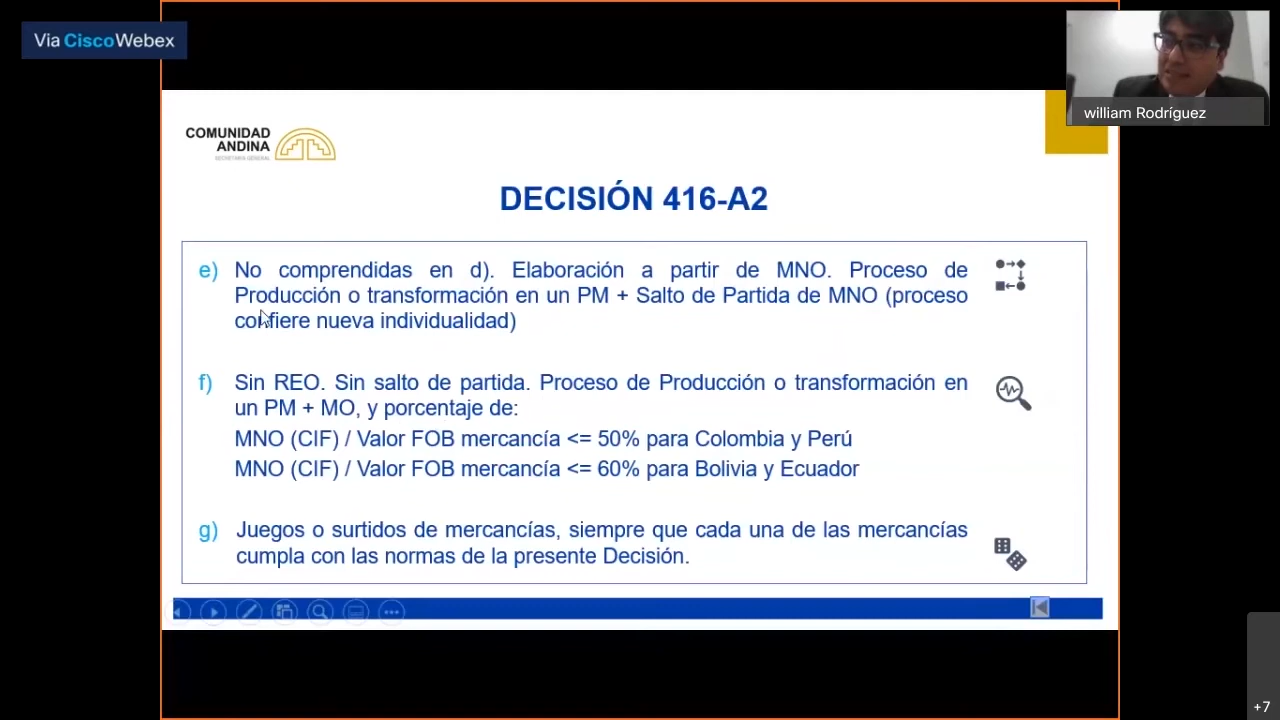 Via CiscoWebex
william Rodríguez
COMUNIDAD
ANDINA
SECRETARIA GENERAL
DECISIÓN 416-A2
e) No comprendidas en d). Elaboración a partir de MNO. Proceso de
Producción o transformación en un PM + Salto de Partida de MNO (proceso
confiere nueva individualidad)
f) Sin REO. Sin salto de partida. Proceso de Producción o transformación en
un PM + MO, y porcentaje de:
MNO (CIF) / Valor FOB mercancía <= 50% para Colombia y Perú
MNO (CIF) / Valor FOB mercancía <= 60% para Bolivia y Ecuador
g) Juegos o surtidos de mercancías, siempre que cada una de las mercancías
cumpla con las normas de la presente Decisión.
+7